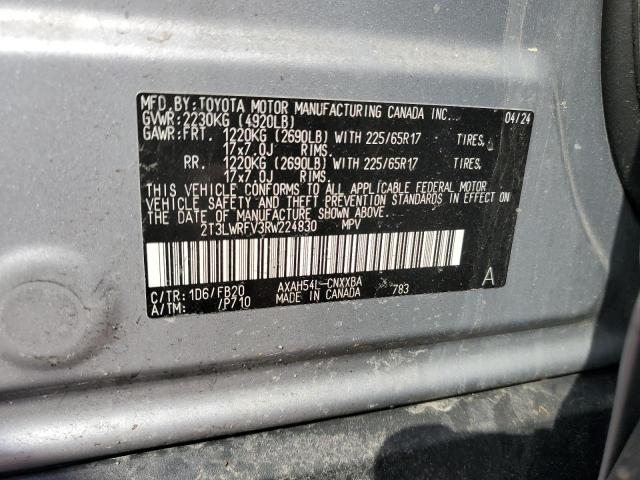 MFD.BY:TOYOTA MOTOR MANUFACTURING CANADA INC. 04/24
GVWR:2230KG (4920LB)
GAWR:FRT. 1220KG (2690LB) WITH 225/65R17 TIRES,
17x7.0J RIMS.
RR. 1220KG (2690LB) WITH 225/65R17 TIRES,
17x7.0J RIMS.
THIS VEHICLE CONFORMS TO ALL APPLICABLE FEDERAL MOTOR
VEHICLE SAFETY AND THEFT PREVENTION STANDARDS IN EFFECT ON
THE DATE OF MANUFACTURE SHOWN ABOVE.
2T3LWRFV3RW224830 MPV
C/TR:1D6/FB20 AXAH54L-CNXXBA 783 A
A/TM: /P710 MADE IN CANADA